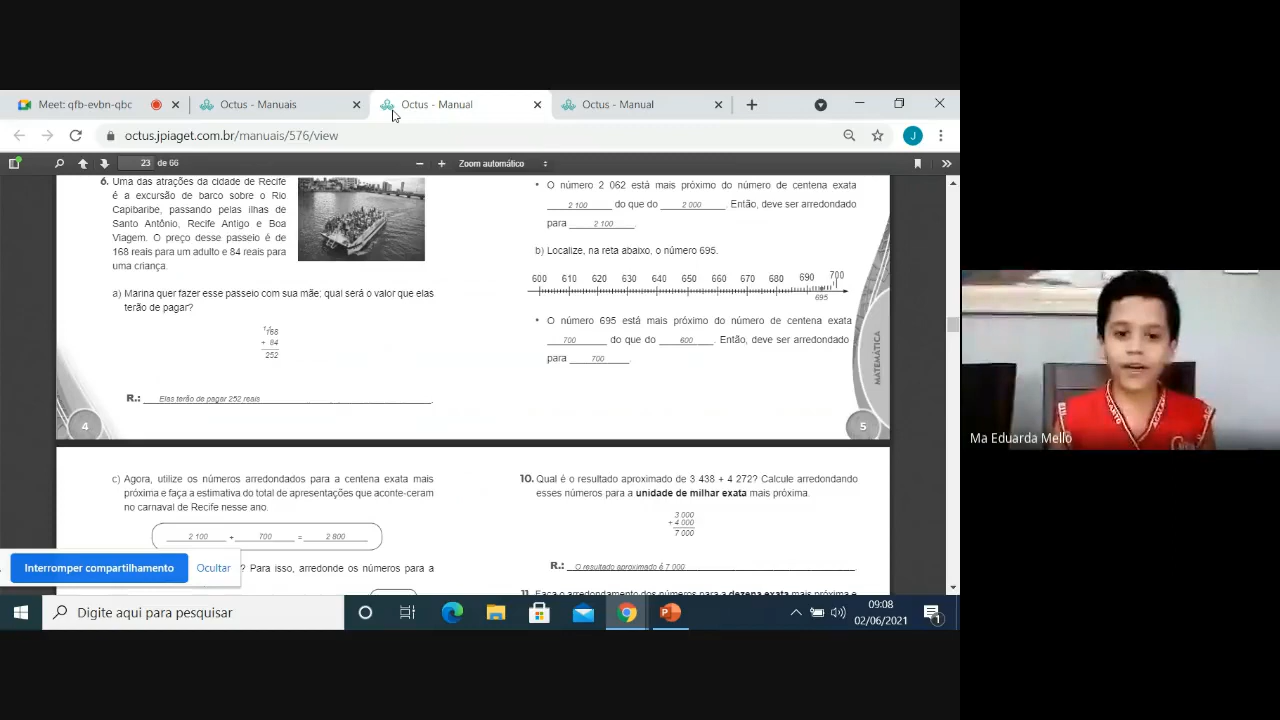 Meet: qfb-evbn-qbc
Octus - Manuais
Octus - Manual
Octus - Manual
octus.jpiaget.com.br/manuais/576/view
23 de 66
Zoom automático
6. Uma das atrações da cidade de Recife
é a excursão de barco sobre o Rio
Capibaribe, passando pelas ilhas de
Santo Antônio, Recife Antigo e Boa
Viagem. O preço desse passeio é de
168 reais para um adulto e 84 reais para
uma criança.
a) Marina quer fazer esse passeio com sua mãe; qual será o valor que elas
terão de pagar?
168
+ 84
252
R.: Elas terão de pagar 252 reais.
4
• O número 2 062 está mais próximo do número de centena exata
2 100 do que do 2 000. Então, deve ser arredondado
para 2 100.
b) Localize, na reta abaixo, o número 695.
600 610 620 630 640 650 660 670 680 690 700
695
• O número 695 está mais próximo do número de centena exata
700 do que do 600. Então, deve ser arredondado
para 700.
MATEMÁTICA
5
c) Agora, utilize os números arredondados para a centena exata mais
próxima e faça a estimativa do total de apresentações que aconte-ceram
no carnaval de Recife nesse ano.
2 100 + 700 = 2 800
? Para isso, arredonde os números para a
10. Qual é o resultado aproximado de 3 438 + 4 272? Calcule arredondando
esses números para a unidade de milhar exata mais próxima.
3 000
+ 4 000
7 000
R.: O resultado aproximado é 7 000.
11. Faça o arredondamento dos números para a dezena exata mais próxima e
Interromper compartilhamento Ocultar
Digite aqui para pesquisar
09:08
02/06/2021
Ma Eduarda Mello